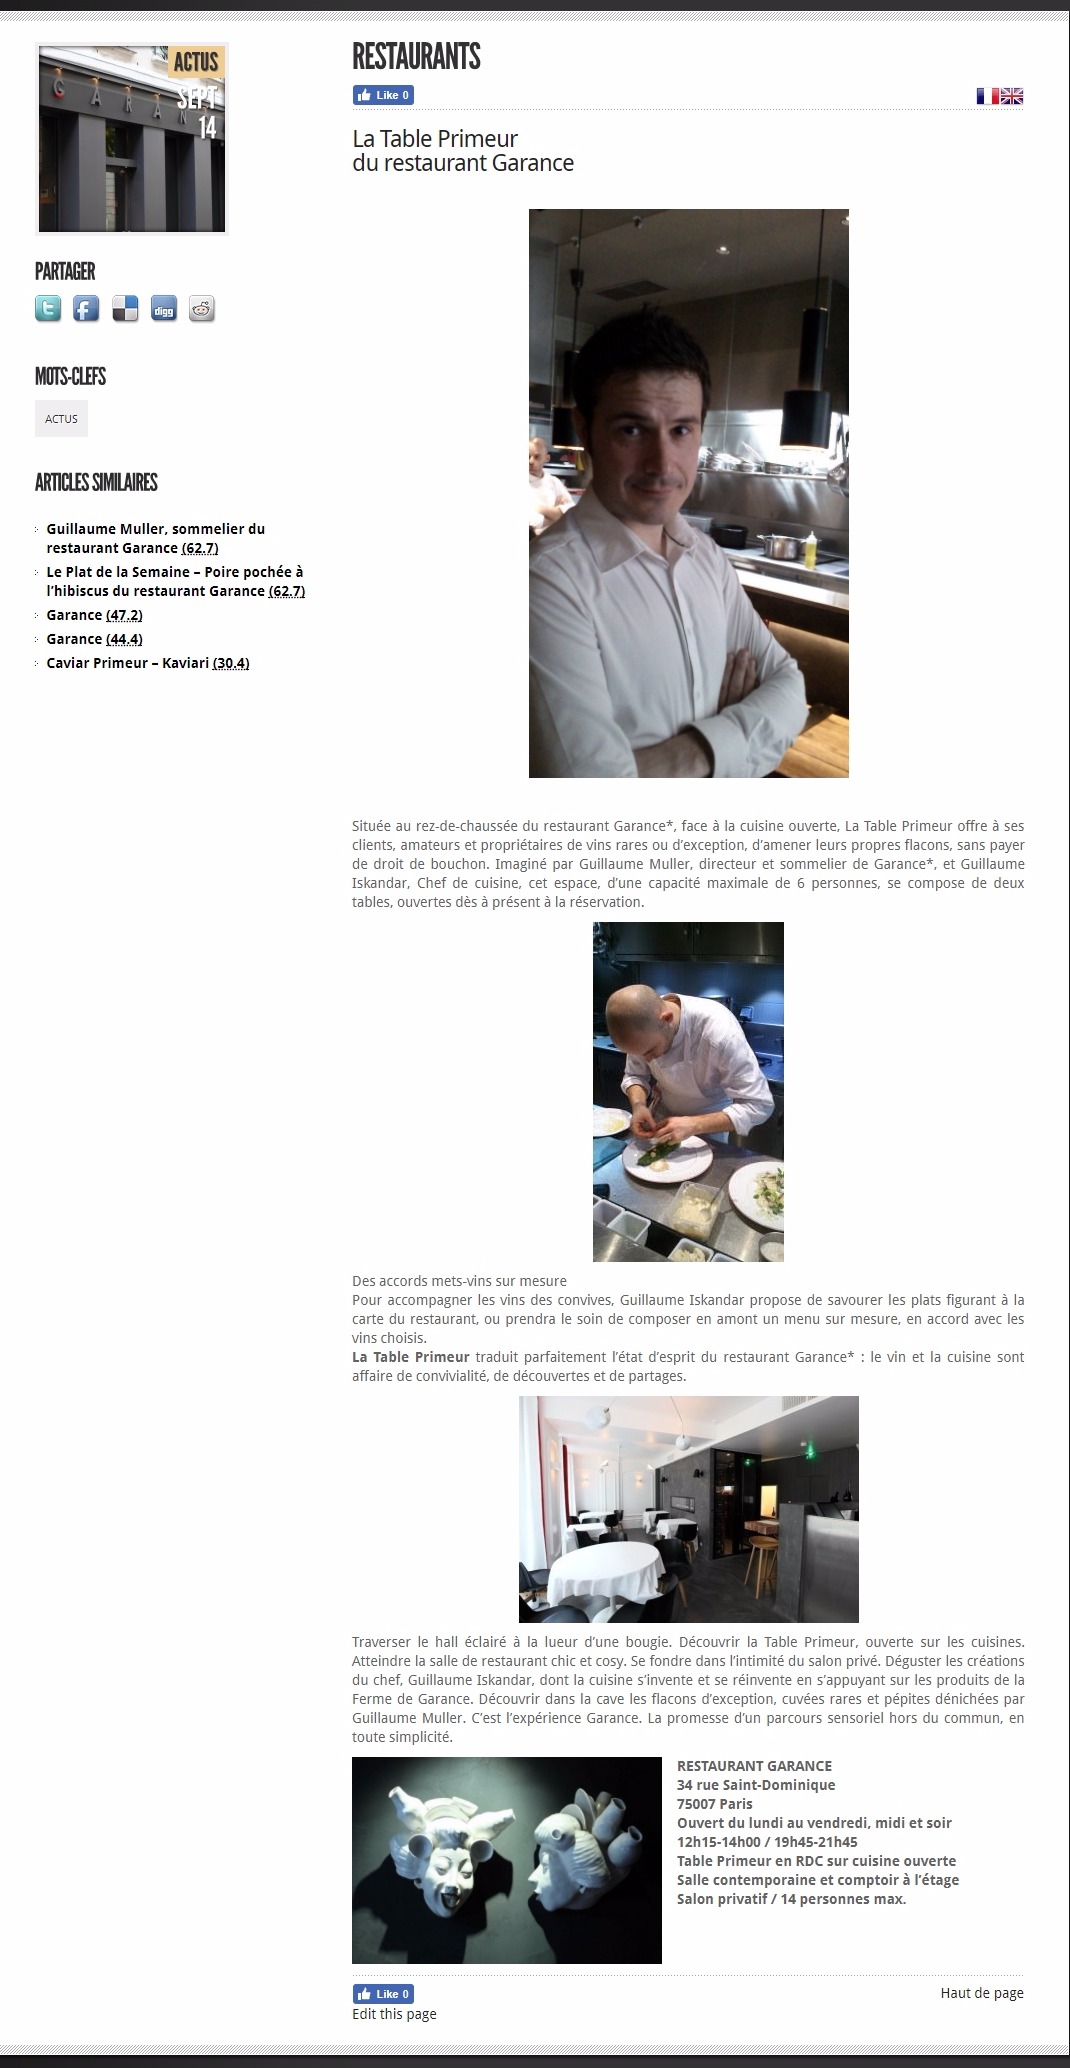 ACTUS
SEPT
14
GARAN
PARTAGER
digg
MOTS-CLEFS
ACTUS
ARTICLES SIMILAIRES
Guillaume Muller, sommelier du
restaurant Garance (62.7)
Le Plat de la Semaine – Poire pochée à
l’hibiscus du restaurant Garance (62.7)
Garance (47.2)
Garance (44.4)
Caviar Primeur – Kaviari (30.4)
RESTAURANTS
Like 0
La Table Primeur
du restaurant Garance
Située au rez-de-chaussée du restaurant Garance*, face à la cuisine ouverte, La Table Primeur offre à ses
clients, amateurs et propriétaires de vins rares ou d’exception, d’amener leurs propres flacons, sans payer
de droit de bouchon. Imaginé par Guillaume Muller, directeur et sommelier de Garance*, et Guillaume
Iskandar, Chef de cuisine, cet espace, d’une capacité maximale de 6 personnes, se compose de deux
tables, ouvertes dès à présent à la réservation.
Des accords mets-vins sur mesure
Pour accompagner les vins des convives, Guillaume Iskandar propose de savourer les plats figurant à la
carte du restaurant, ou prendra le soin de composer en amont un menu sur mesure, en accord avec les
vins choisis.
La Table Primeur traduit parfaitement l’état d’esprit du restaurant Garance* : le vin et la cuisine sont
affaire de convivialité, de découvertes et de partages.
Traverser le hall éclairé à la lueur d’une bougie. Découvrir la Table Primeur, ouverte sur les cuisines.
Atteindre la salle de restaurant chic et cosy. Se fondre dans l’intimité du salon privé. Déguster les créations
du chef, Guillaume Iskandar, dont la cuisine s’invente et se réinvente en s’appuyant sur les produits de la
Ferme de Garance. Découvrir dans la cave les flacons d’exception, cuvées rares et pépites dénichées par
Guillaume Muller. C’est l’expérience Garance. La promesse d’un parcours sensoriel hors du commun, en
toute simplicité.
RESTAURANT GARANCE
34 rue Saint-Dominique
75007 Paris
Ouvert du lundi au vendredi, midi et soir
12h15-14h00 / 19h45-21h45
Table Primeur en RDC sur cuisine ouverte
Salle contemporaine et comptoir à l’étage
Salon privatif / 14 personnes max.
Like 0
Haut de page
Edit this page